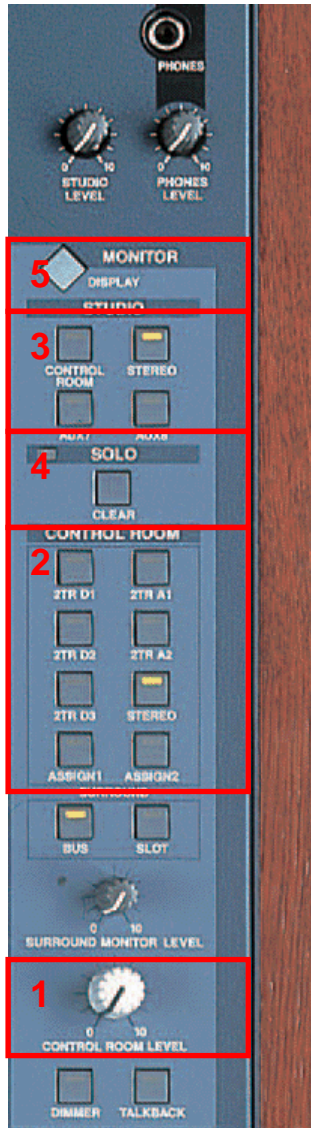 PHONES
0 10 0 10
STUDIO LEVEL PHONES LEVEL
5 MONITOR
DISPLAY
STUDIO
3
CONTROL ROOM STEREO
AUX7 AUX8
4 SOLO
CLEAR
CONTROL ROOM
2
2TR D1 2TR A1
2TR D2 2TR A2
2TR D3 STEREO
ASSIGN1 ASSIGN2
SURROUND
BUS SLOT
0 10
SURROUND MONITOR LEVEL
1
0 10
CONTROL ROOM LEVEL
DIMMER TALKBACK